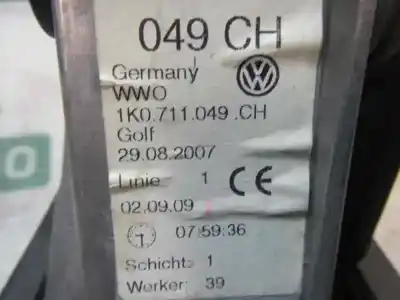 049 CH
Germany
WWO
1K0.711.049 .CH
Golf
29.08.2007
Linie 1 CE
02.09.09
07:59:36
Schicht: 1
Werker: 39
O